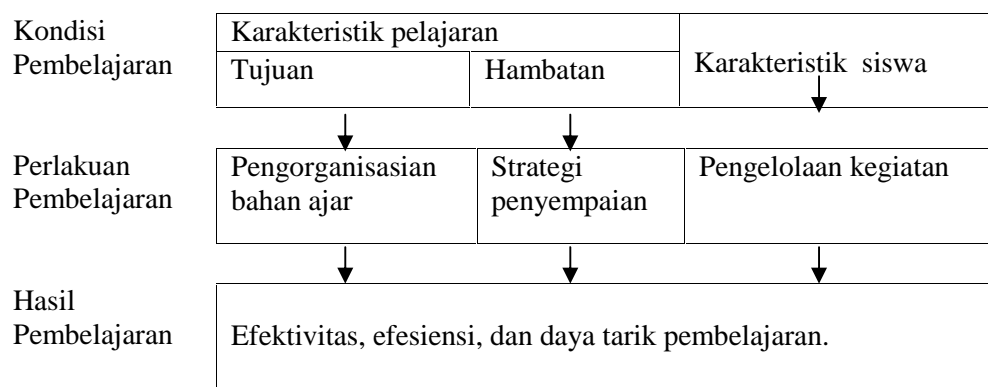 Kondisi
Pembelajaran
Karakteristik pelajaran
Tujuan
Hambatan
Karakteristik siswa
Perlakuan
Pembelajaran
Pengorganisasian
bahan ajar
Strategi
penyempaian
Pengelolaan kegiatan
Hasil
Pembelajaran
Efektivitas, efesiensi, dan daya tarik pembelajaran.